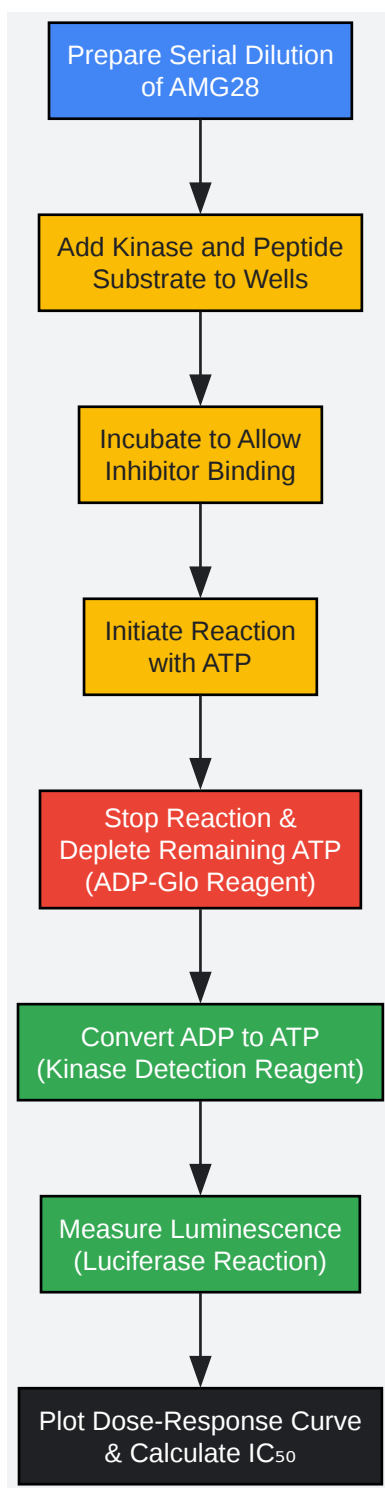 Prepare Serial Dilution
of AMG28
Add Kinase and Peptide
Substrate to Wells
Incubate to Allow
Inhibitor Binding
Initiate Reaction
with ATP
Stop Reaction &
Deplete Remaining ATP
(ADP-Glo Reagent)
Convert ADP to ATP
(Kinase Detection Reagent)
Measure Luminescence
(Luciferase Reaction)
Plot Dose-Response Curve
& Calculate IC₅₀